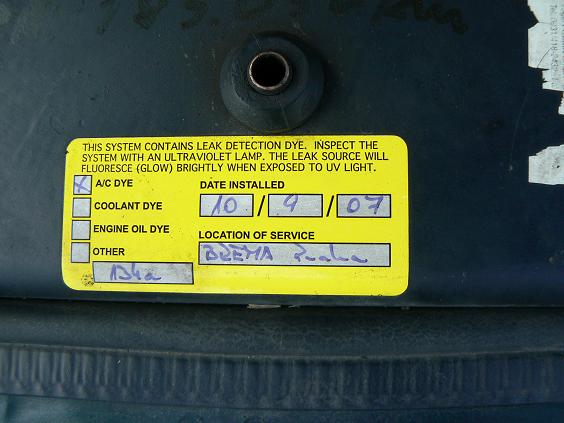 THIS SYSTEM CONTAINS LEAK DETECTION DYE. INSPECT THE
SYSTEM WITH AN ULTRAVIOLET LAMP. THE LEAK SOURCE WILL
FLUORESCE (GLOW) BRIGHTLY WHEN EXPOSED TO UV LIGHT.
X A/C DYE
DATE INSTALLED
COOLANT DYE
10 / 9 / 07
ENGINE OIL DYE
LOCATION OF SERVICE
OTHER
BREMA